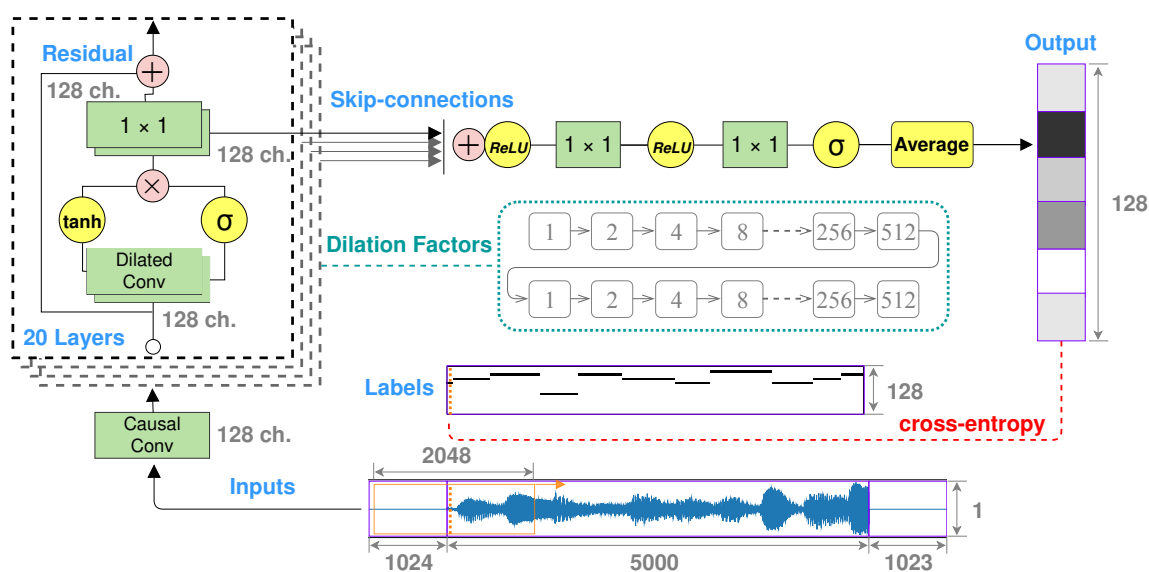 Residual
+
128 ch.
1 × 1
128 ch.
×
tanh
σ
Dilated
Conv
128 ch.
20 Layers
Causal
Conv
128 ch.
Skip-connections
+
ReLU
1 × 1
ReLU
1 × 1
σ
Average
Output
128
Dilation Factors
1
2
4
8
256
512
1
2
4
8
256
512
Labels
128
cross-entropy
Inputs
2048
1
1024
5000
1023